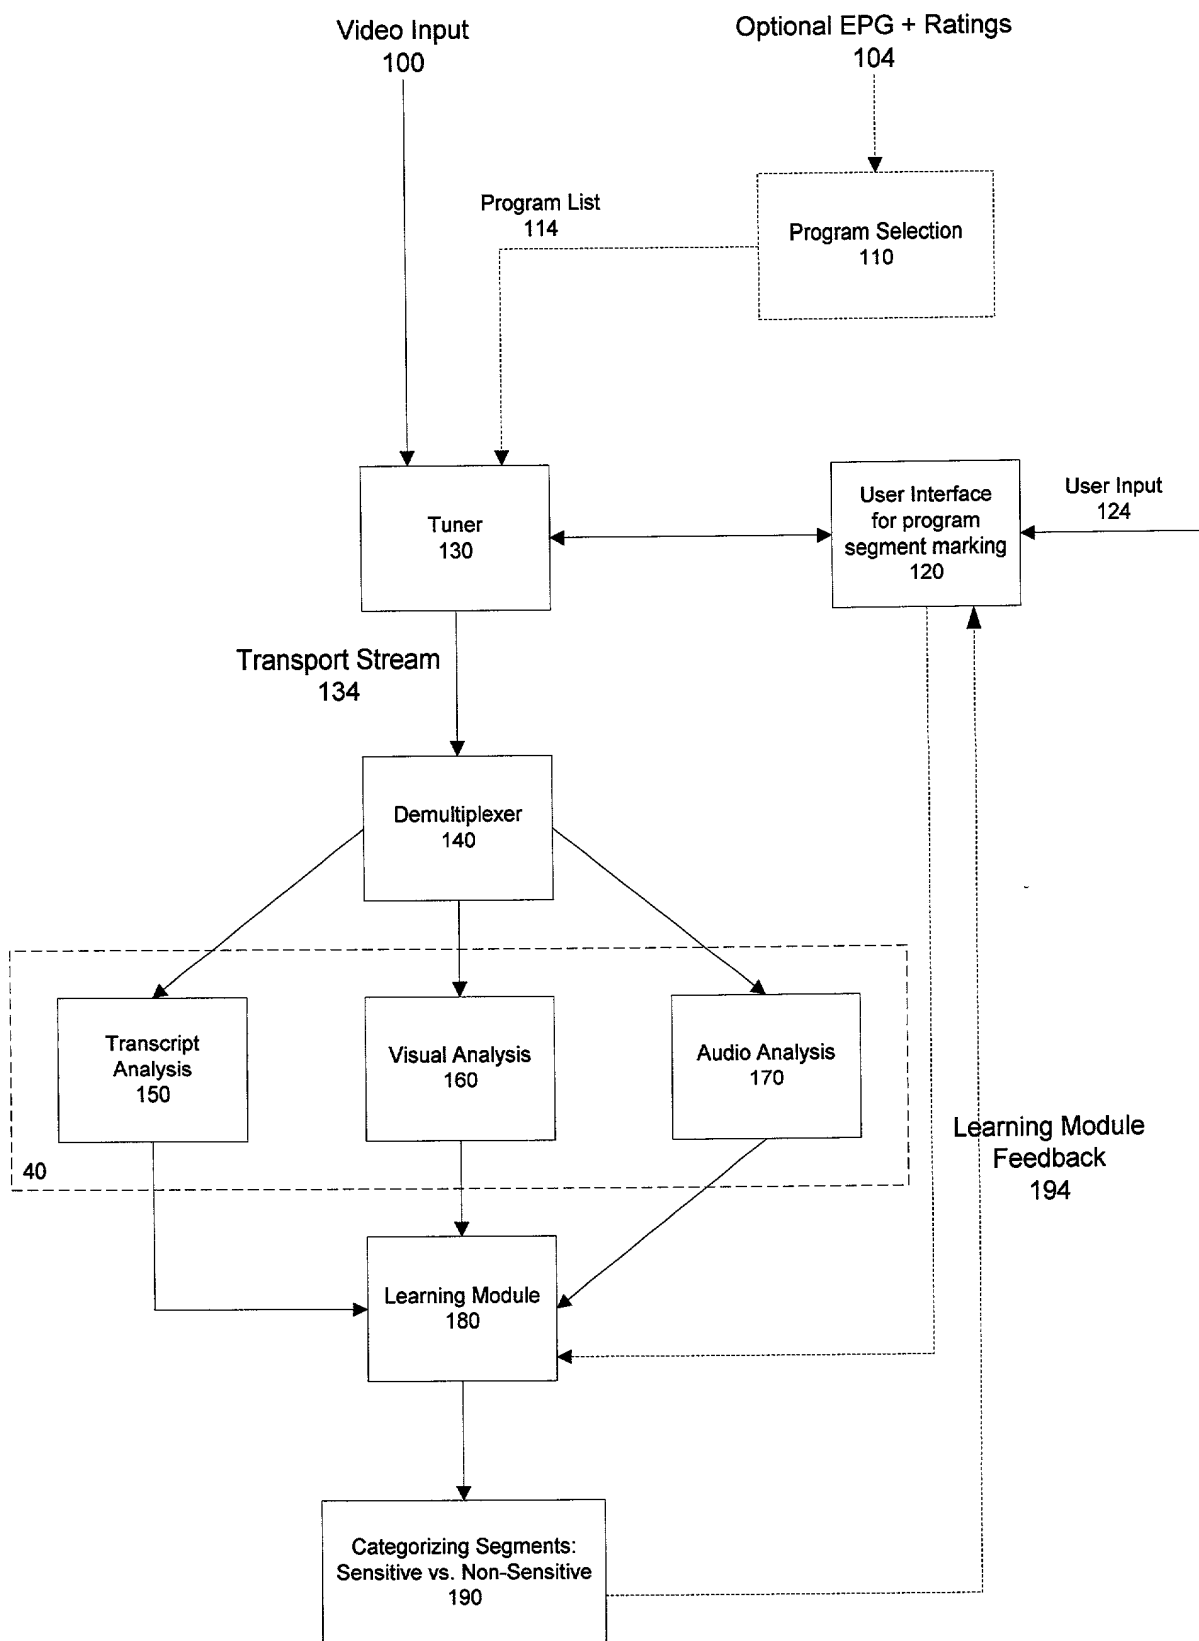 Video Input
100
Optional EPG + Ratings
104
Program List
114
Program Selection
110
Tuner
130
User Interface
for program
segment marking
120
User Input
124
Transport Stream
134
Demultiplexer
140
Transcript
Analysis
150
Visual Analysis
160
Audio Analysis
170
40
Learning Module
Feedback
194
Learning Module
180
Categorizing Segments:
Sensitive vs. Non-Sensitive
190